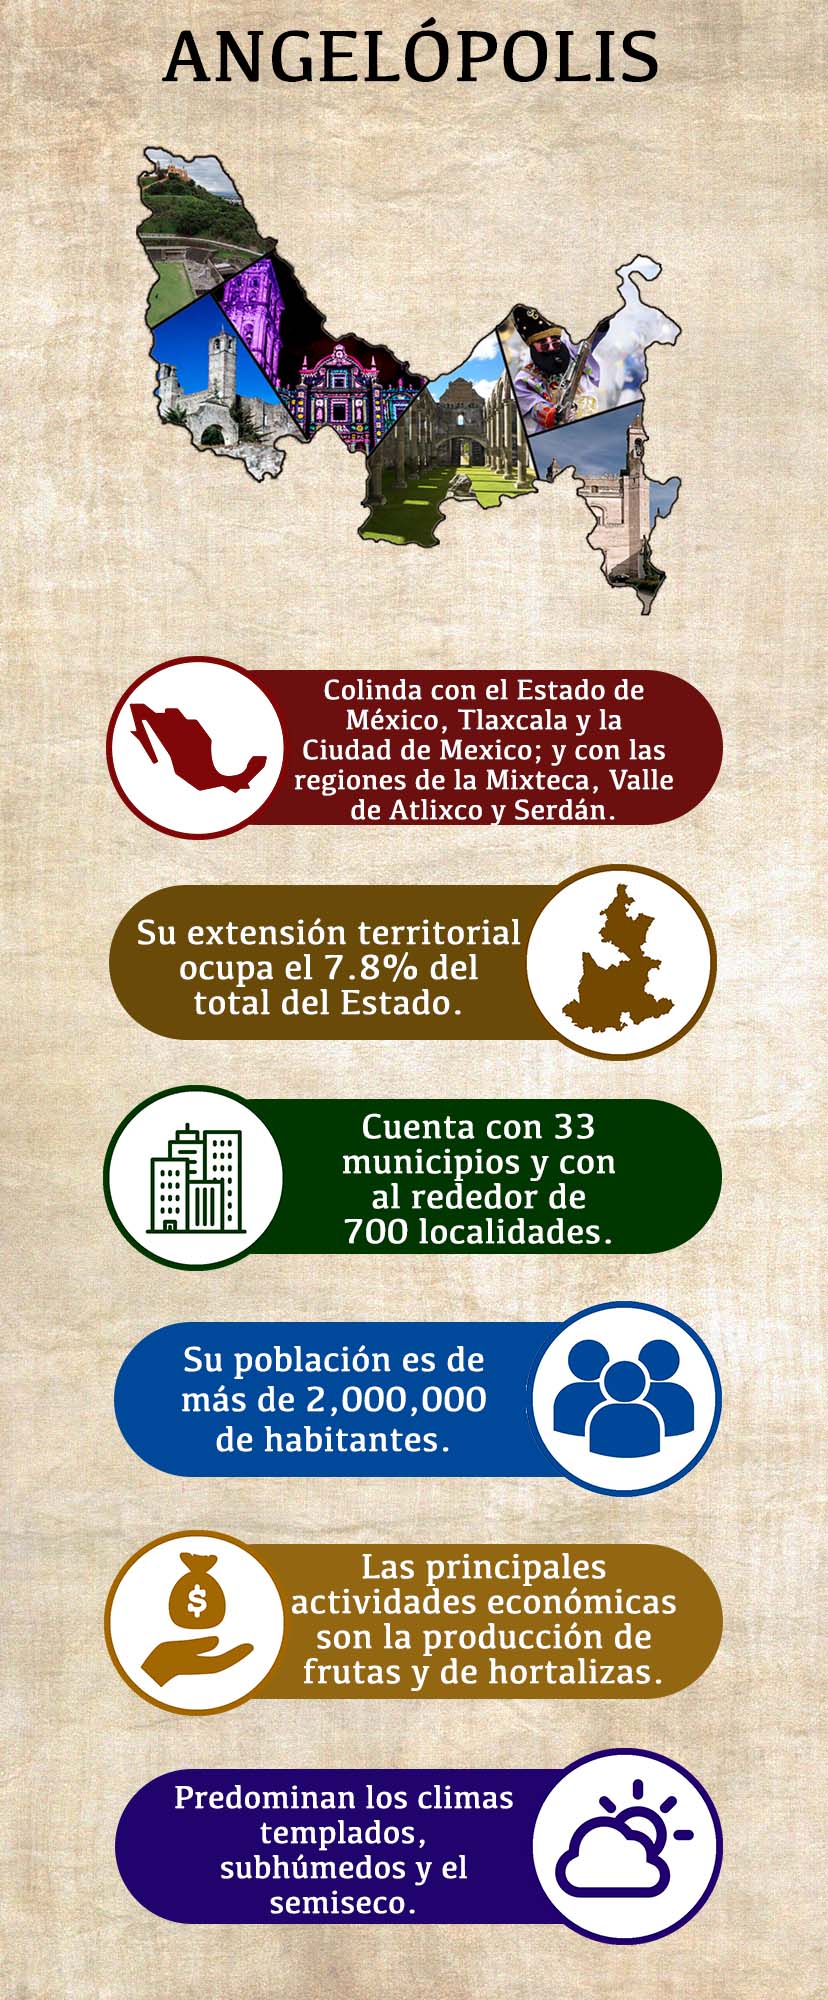 ANGELÓPOLIS
Colinda con el Estado de
México, Tlaxcala y la
Ciudad de Mexico; y con las
regiones de la Mixteca, Valle
de Atlixco y Serdán.
Su extensión territorial
ocupa el 7.8% del
total del Estado.
Cuenta con 33
municipios y con
al rededor de
700 localidades.
Su población es de
más de 2,000,000
de habitantes.
$
Las principales
actividades económicas
son la producción de
frutas y de hortalizas.
Predominan los climas
templados,
subhúmedos y el
semiseco.